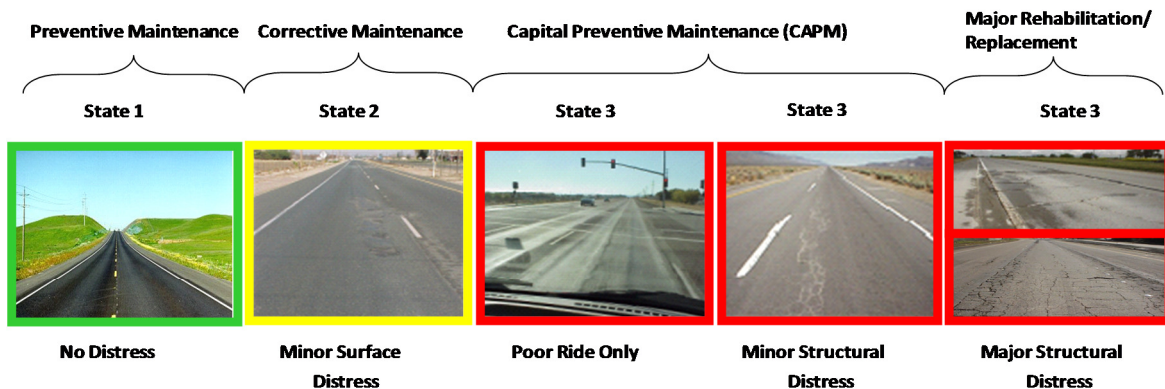 Preventive Maintenance
Corrective Maintenance
Capital Preventive Maintenance (CAPM)
Major Rehabilitation/
Replacement
State 1
State 2
State 3
State 3
State 3
No Distress
Minor Surface
Distress
Poor Ride Only
Minor Structural
Distress
Major Structural
Distress